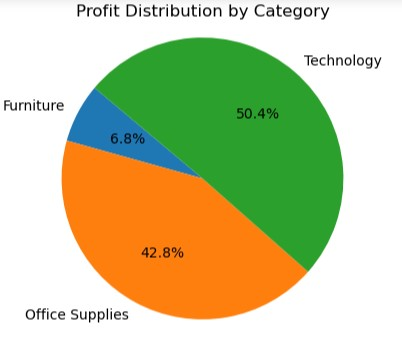 Profit Distribution by Category
Technology
50.4%
Furniture
6.8%
42.8%
Office Supplies